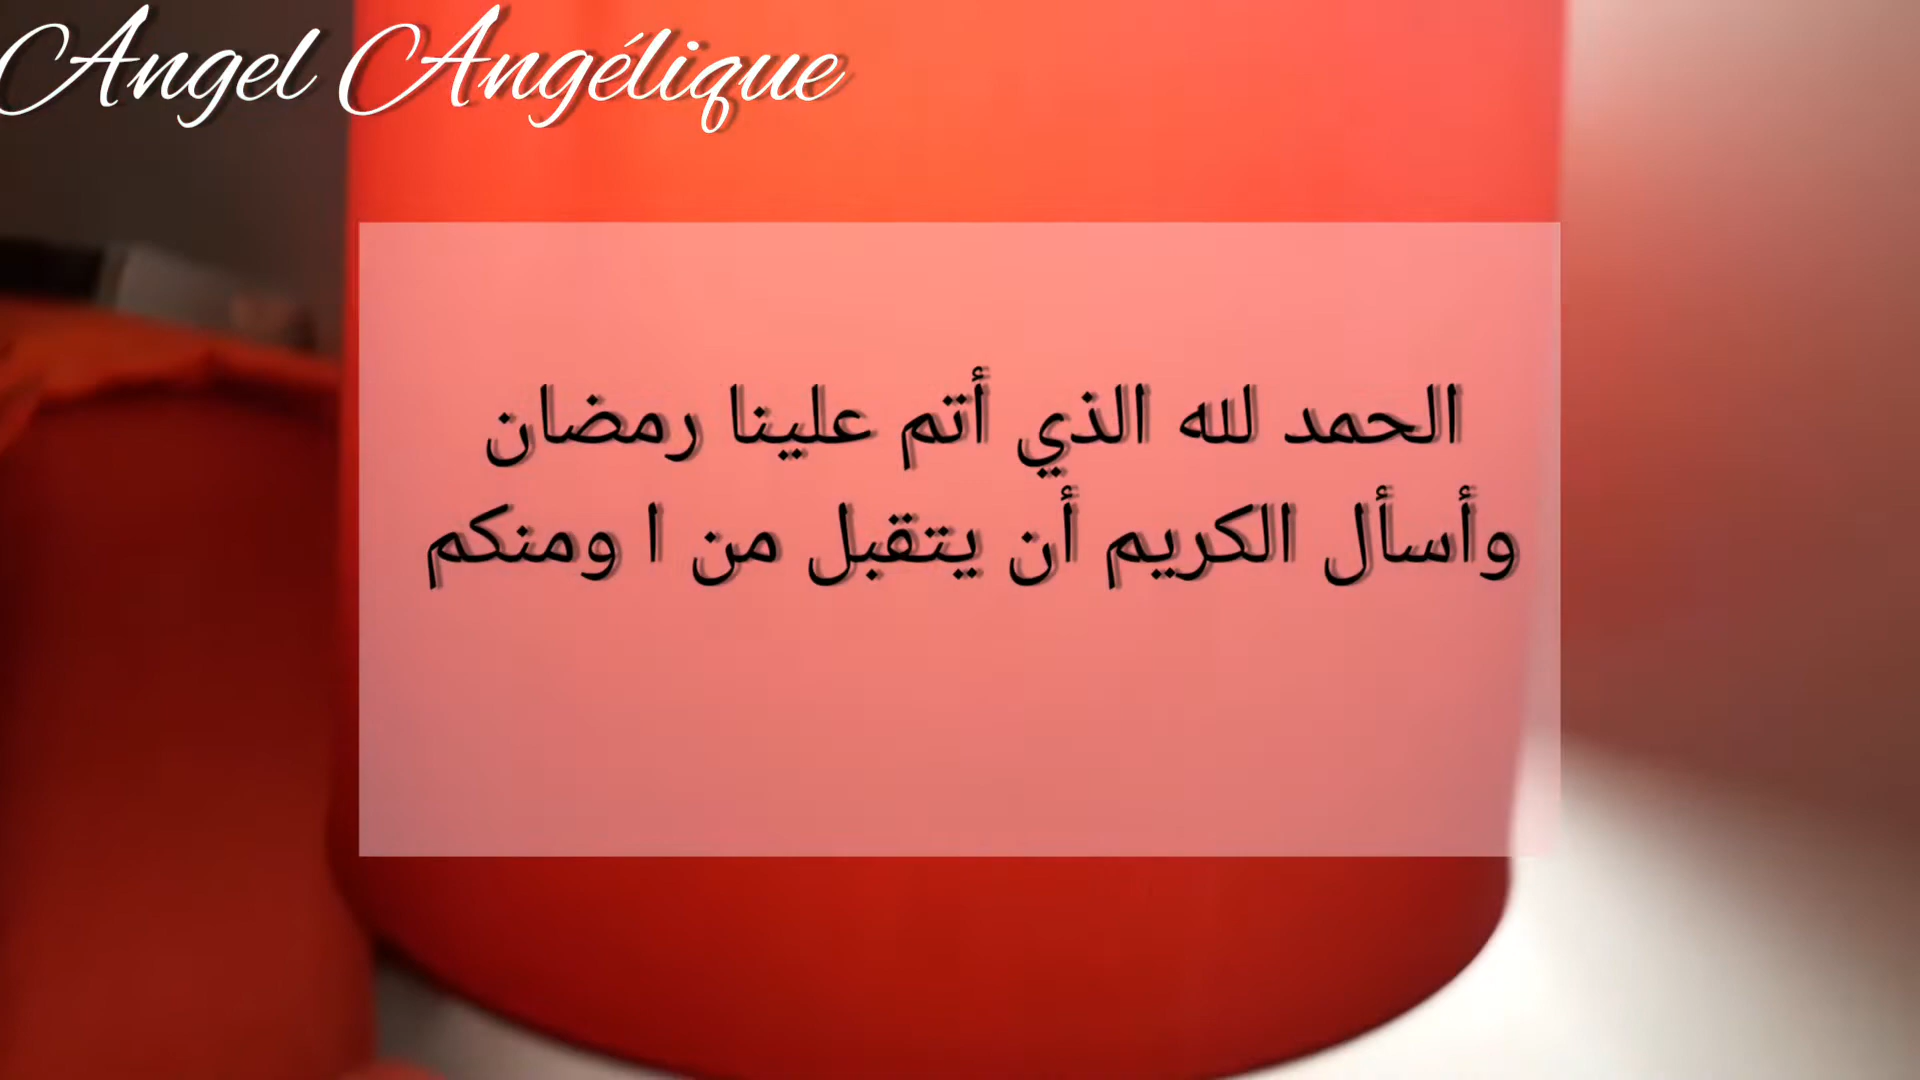 Angel Angélique
الحمد لله الذي أتم علينا رمضان
وأسأل الكريم أن يتقبل من ا ومنكم